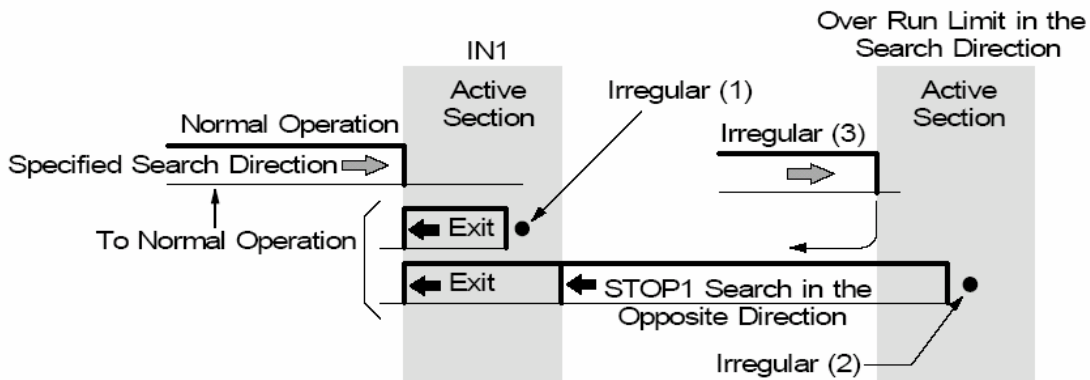 Over Run Limit in the
Search Direction
IN1
Active
Section
Irregular (1)
Active
Section
Normal Operation
Irregular (3)
Specified Search Direction
Exit
To Normal Operation
Exit
STOP1 Search in the
Opposite Direction
Irregular (2)